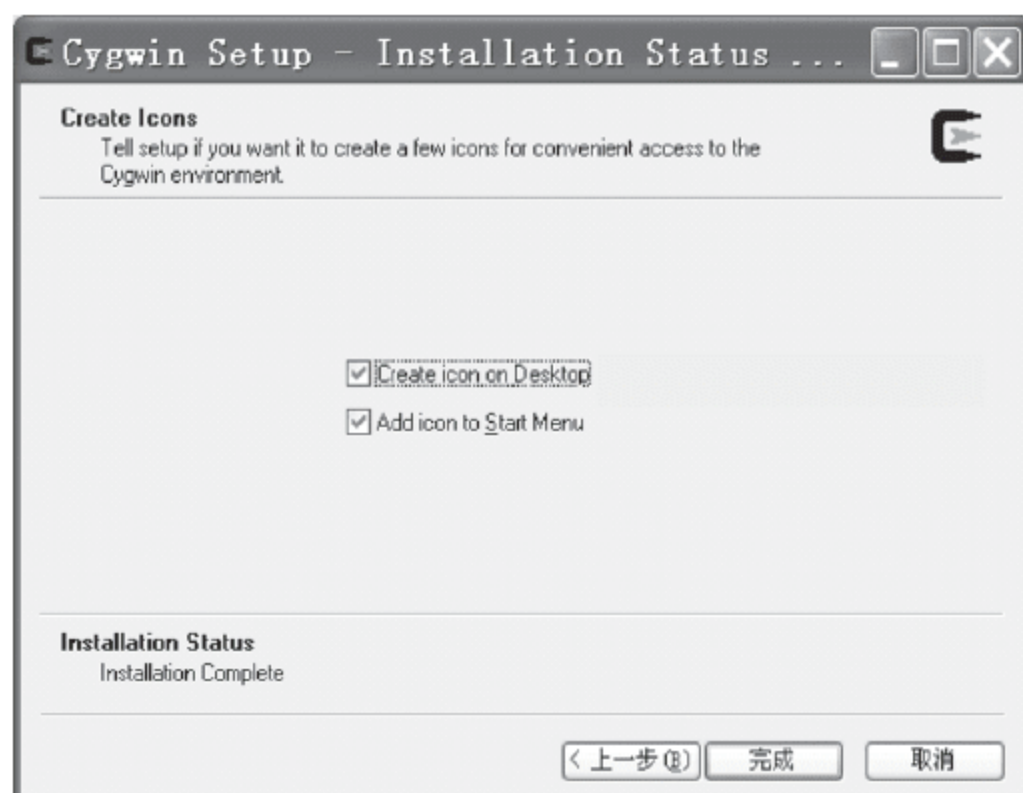 Cygwin Setup - Installation Status ...
Create Icons
Tell setup if you want it to create a few icons for convenient access to the
Cygwin environment.
Create icon on Desktop
Add icon to Start Menu
Installation Status
Installation Complete
< 上一步(B) 完成 取消